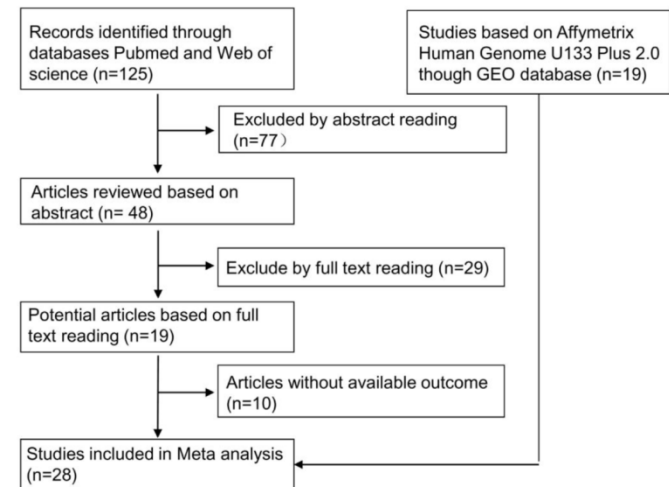 Records identified through
databases Pubmed and Web of
science (n=125)
Studies based on Affymetrix
Human Genome U133 Plus 2.0
though GEO database (n=19)
Excluded by abstract reading
(n=77）
Articles reviewed based on
abstract (n= 48)
Exclude by full text reading (n=29)
Potential articles based on full
text reading (n=19)
Articles without available outcome
(n=10)
Studies included in Meta analysis
(n=28)